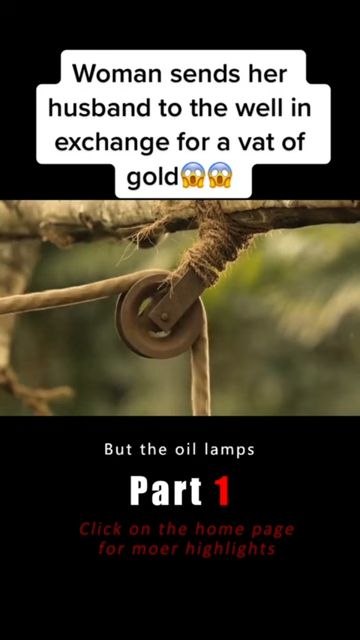 Woman sends her
husband to the well in
exchange for a vat of
gold😱😱
But the oil lamps
Part 1
Click on the home page
for moer highlights